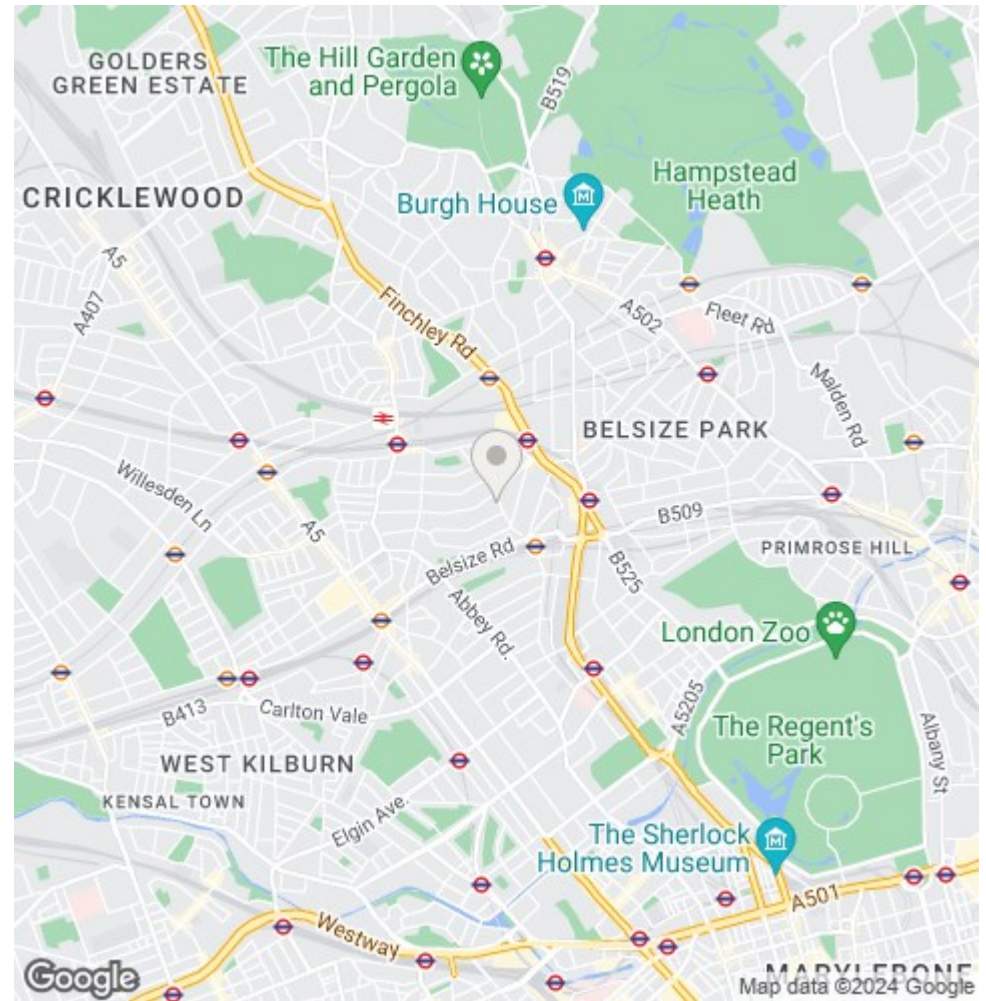 GOLDERS
GREEN ESTATE
The Hill Garden
and Pergola
B519
CRICKLEWOOD
Burgh House
Hampstead
Heath
A5
A407
Finchley Rd
A502
Fleet Rd
Malden Rd
BELSIZE PARK
Willesden Ln
A5
B509
Belsize Rd
B525
PRIMROSE HILL
Abbey Rd.
London Zoo
A5205
B413
Carlton Vale
The Regent's
Park
Albany St
WEST KILBURN
KENSAL TOWN
Elgin Ave.
The Sherlock
Holmes Museum
A501
Westway
MARYLEBONE
Google
Map data ©2024 Google